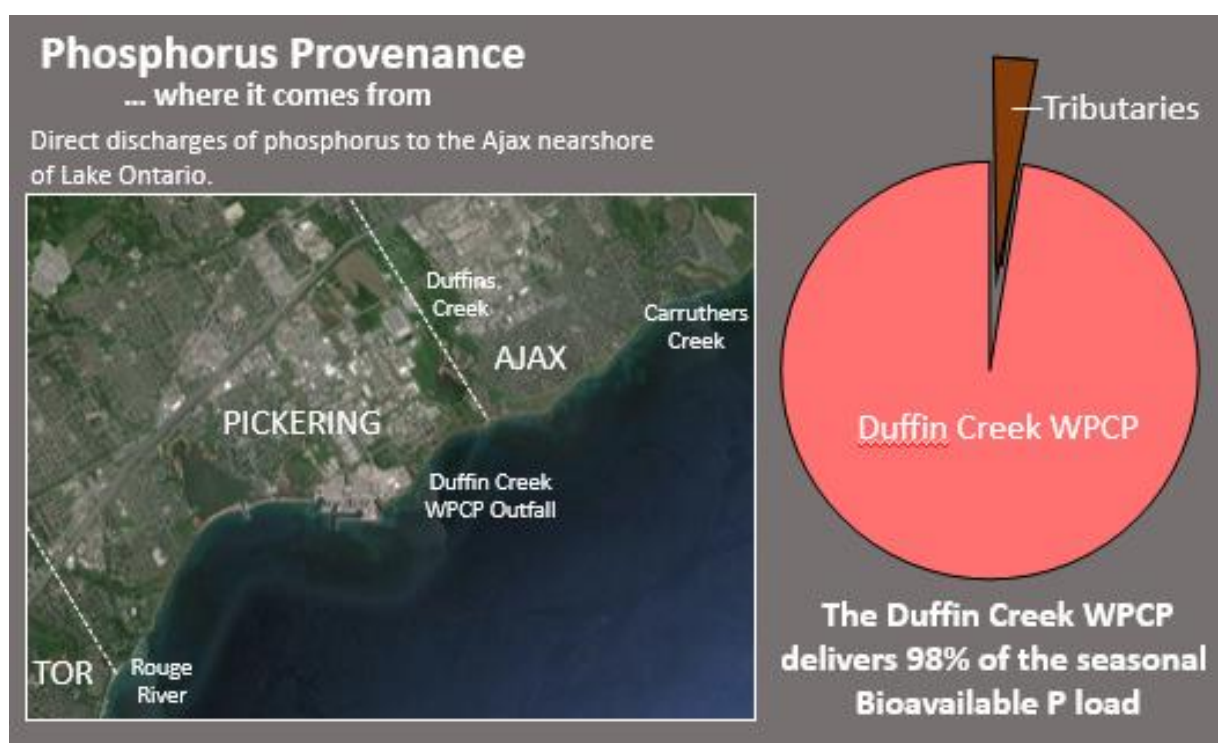 Phosphorus Provenance
... where it comes from
Direct discharges of phosphorus to the Ajax nearshore
of Lake Ontario.
Duffins
Creek
Carruthers
Creek
AJAX
PICKERING
Duffin Creek
WPCP Outfall
TOR
Rouge
River
Tributaries
Duffin Creek WPCP
The Duffin Creek WPCP
delivers 98% of the seasonal
Bioavailable P load